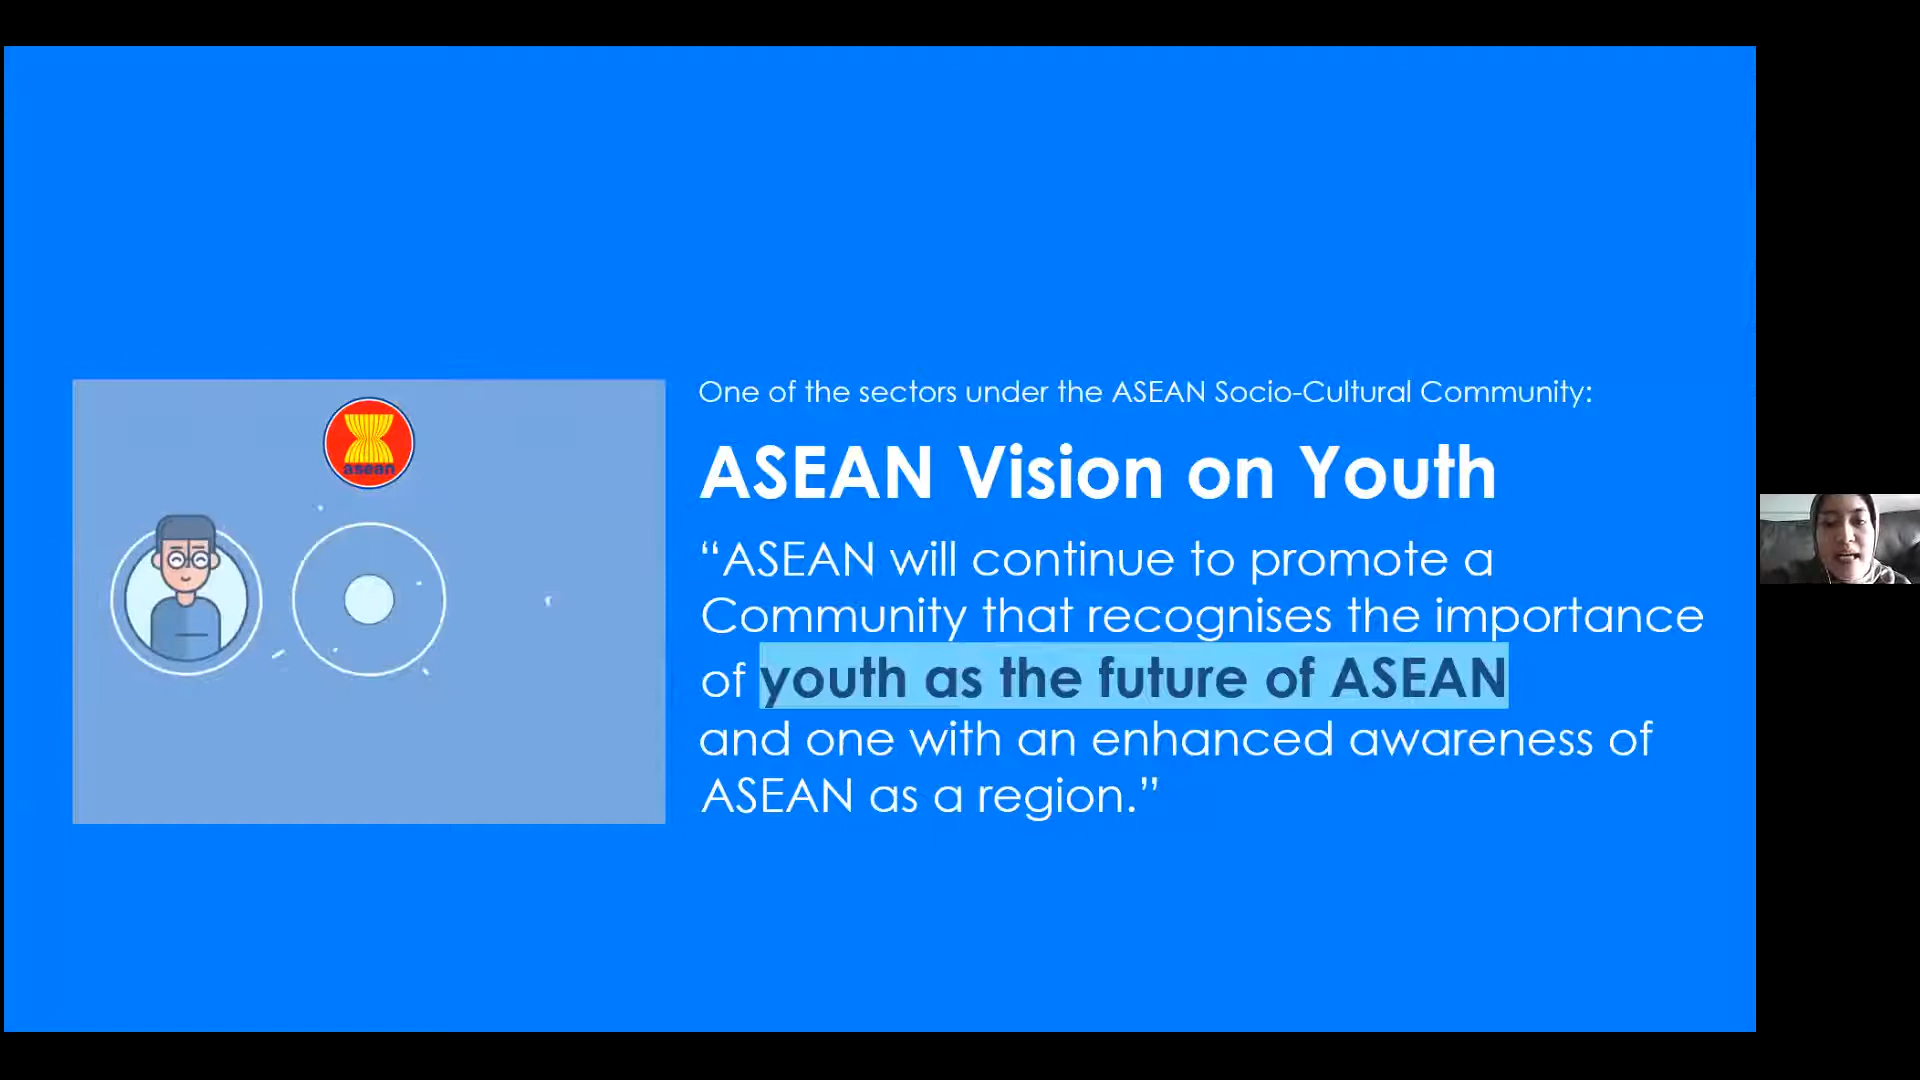 asean
One of the sectors under the ASEAN Socio-Cultural Community:
ASEAN Vision on Youth
“ASEAN will continue to promote a
Community that recognises the importance
of youth as the future of ASEAN
and one with an enhanced awareness of
ASEAN as a region.”